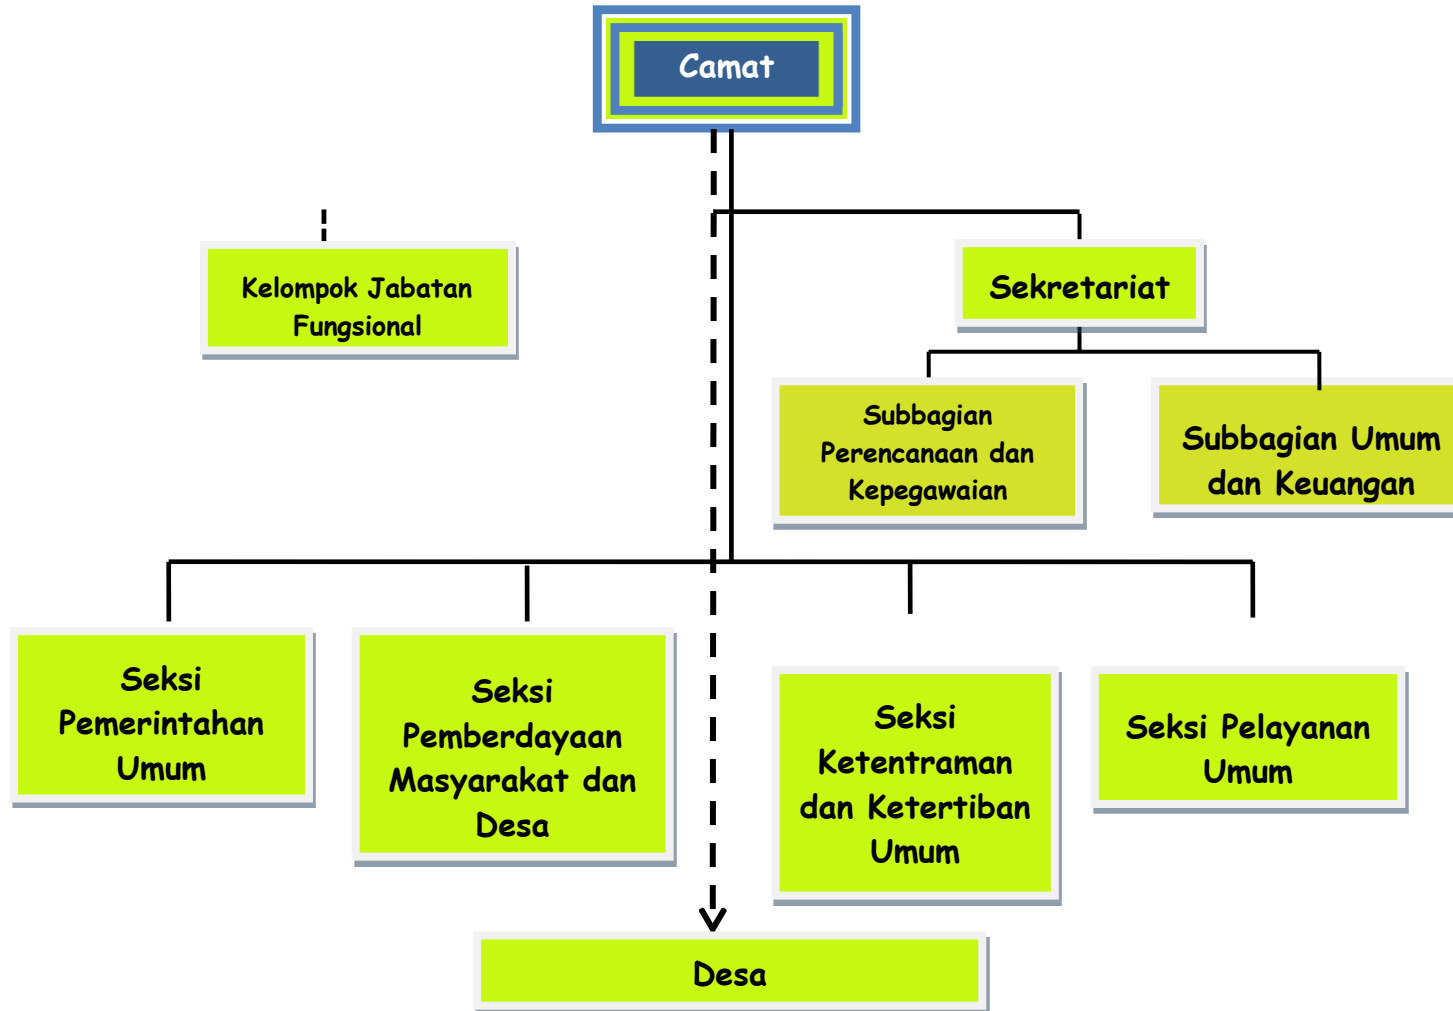 Camat
Kelompok Jabatan
Fungsional
Sekretariat
Subbagian
Perencanaan dan
Kepegawaian
Subbagian Umum
dan Keuangan
Seksi
Pemerintahan
Umum
Seksi
Pemberdayaan
Masyarakat dan
Desa
Seksi
Ketentraman
dan Ketertiban
Umum
Seksi Pelayanan
Umum
Desa